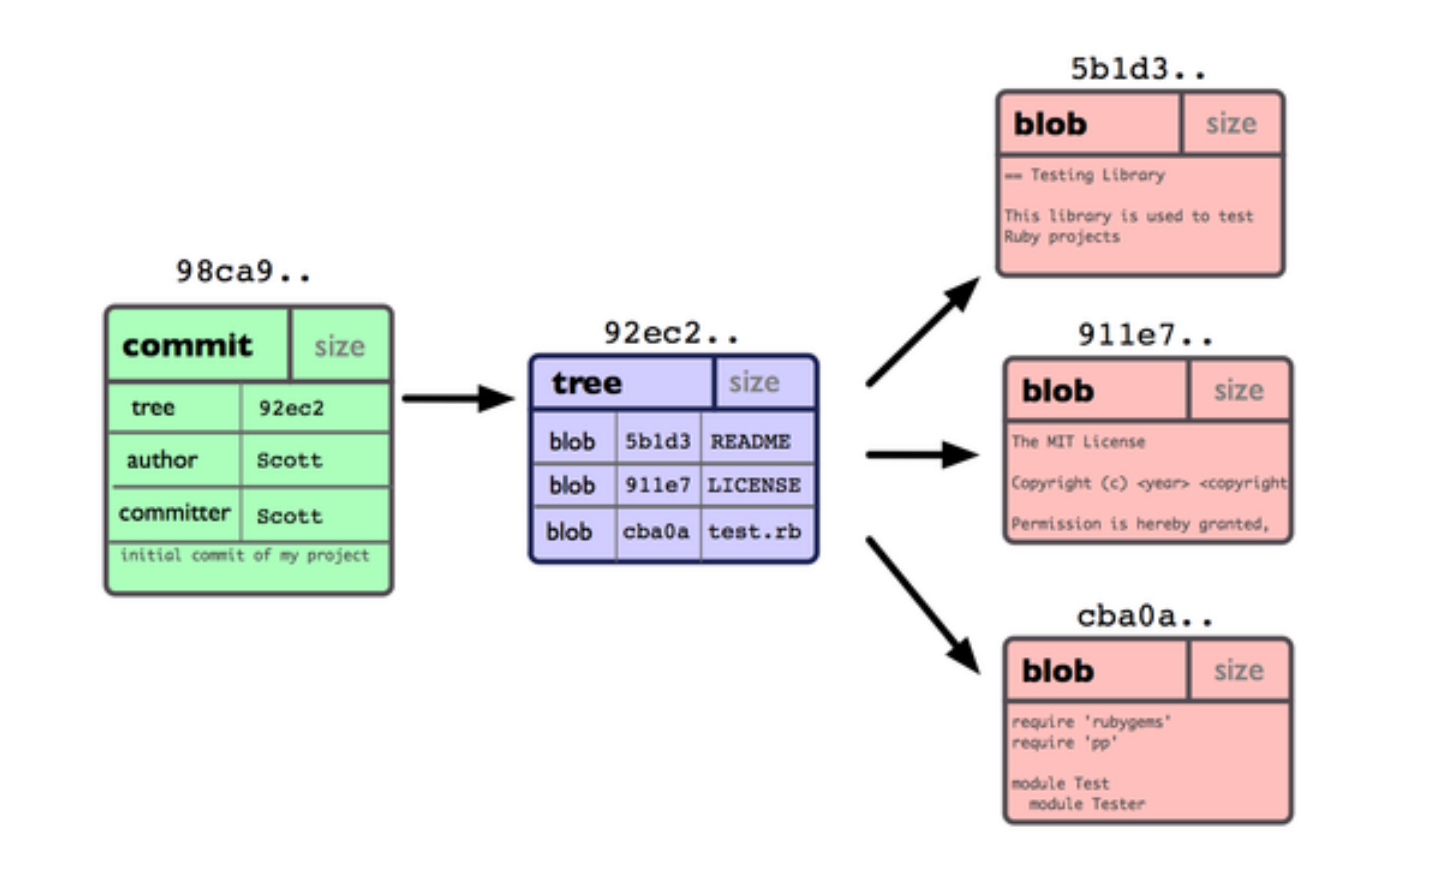 98ca9..
commit size
tree 92ec2
author Scott
committer Scott
initial commit of my project
92ec2..
tree size
blob 5b1d3 README
blob 911e7 LICENSE
blob cba0a test.rb
5b1d3..
blob size
== Testing Library
This library is used to test
Ruby projects
911e7..
blob size
The MIT License
Copyright (c) <year> <copyright
Permission is hereby granted,
cba0a..
blob size
require 'rubygems'
require 'pp'
module Test
module Tester